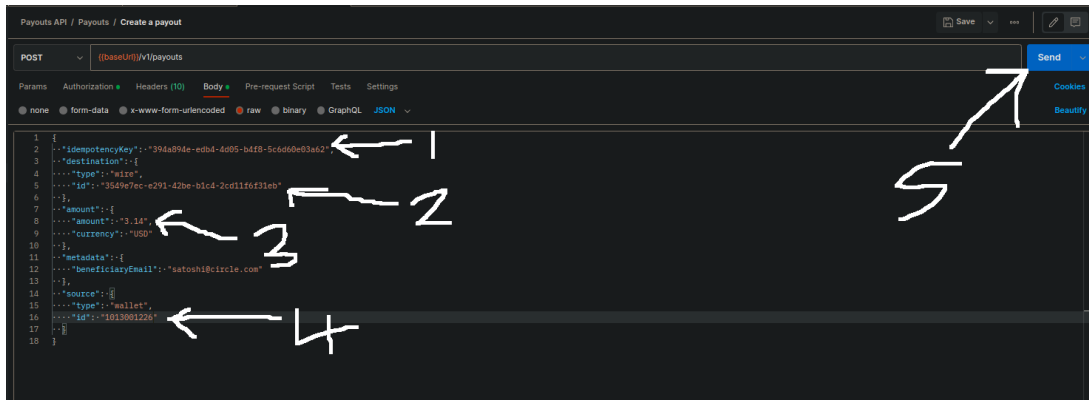 Payouts API / Payouts / Create a payout
Save
POST
{{baseUrl}}/v1/payouts
Send
Params Authorization Headers (10) Body Pre-request Script Tests Settings
Cookies
none form-data x-www-form-urlencoded raw binary GraphQL JSON
Beautify
1 {
2 "idempotencyKey": "394a894e-edb4-4d05-b4f8-5c6d60e03a62",
1
3 "destination": {
4 "type": "wire",
5 "id": "3549e7ec-e291-42be-b1c4-2cd11f6f31eb"
2
6 },
7 "amount": {
8 "amount": "3.14",
9 "currency": "USD"
3
10 },
11 "metadata": {
12 "beneficiaryEmail": "satoshi@circle.com"
13 },
14 "source": {
15 "type": "wallet",
16 "id": "1013001226"
4
17 }
18 }
5